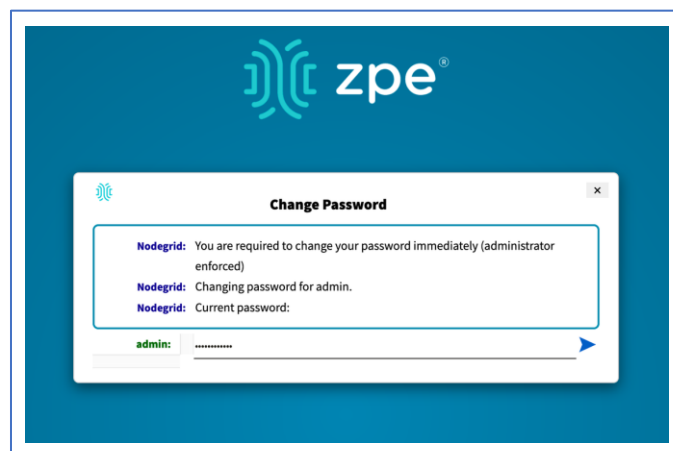 zpe®
×
Change Password
Nodegrid: You are required to change your password immediately (administrator
enforced)
Nodegrid: Changing password for admin.
Nodegrid: Current password:
admin: ............